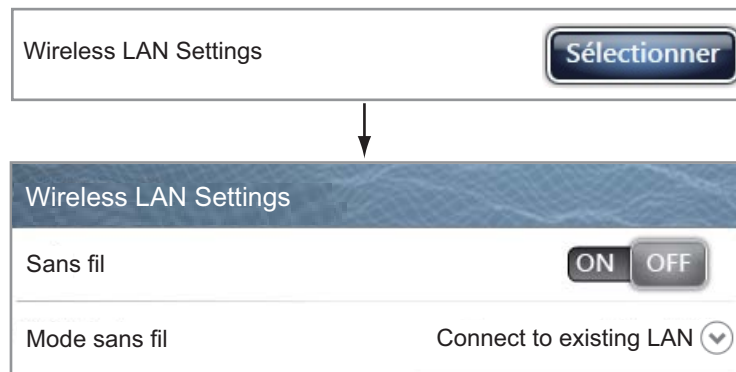 Wireless LAN Settings Sélectionner
Wireless LAN Settings
Sans fil ON OFF
Mode sans fil Connect to existing LAN